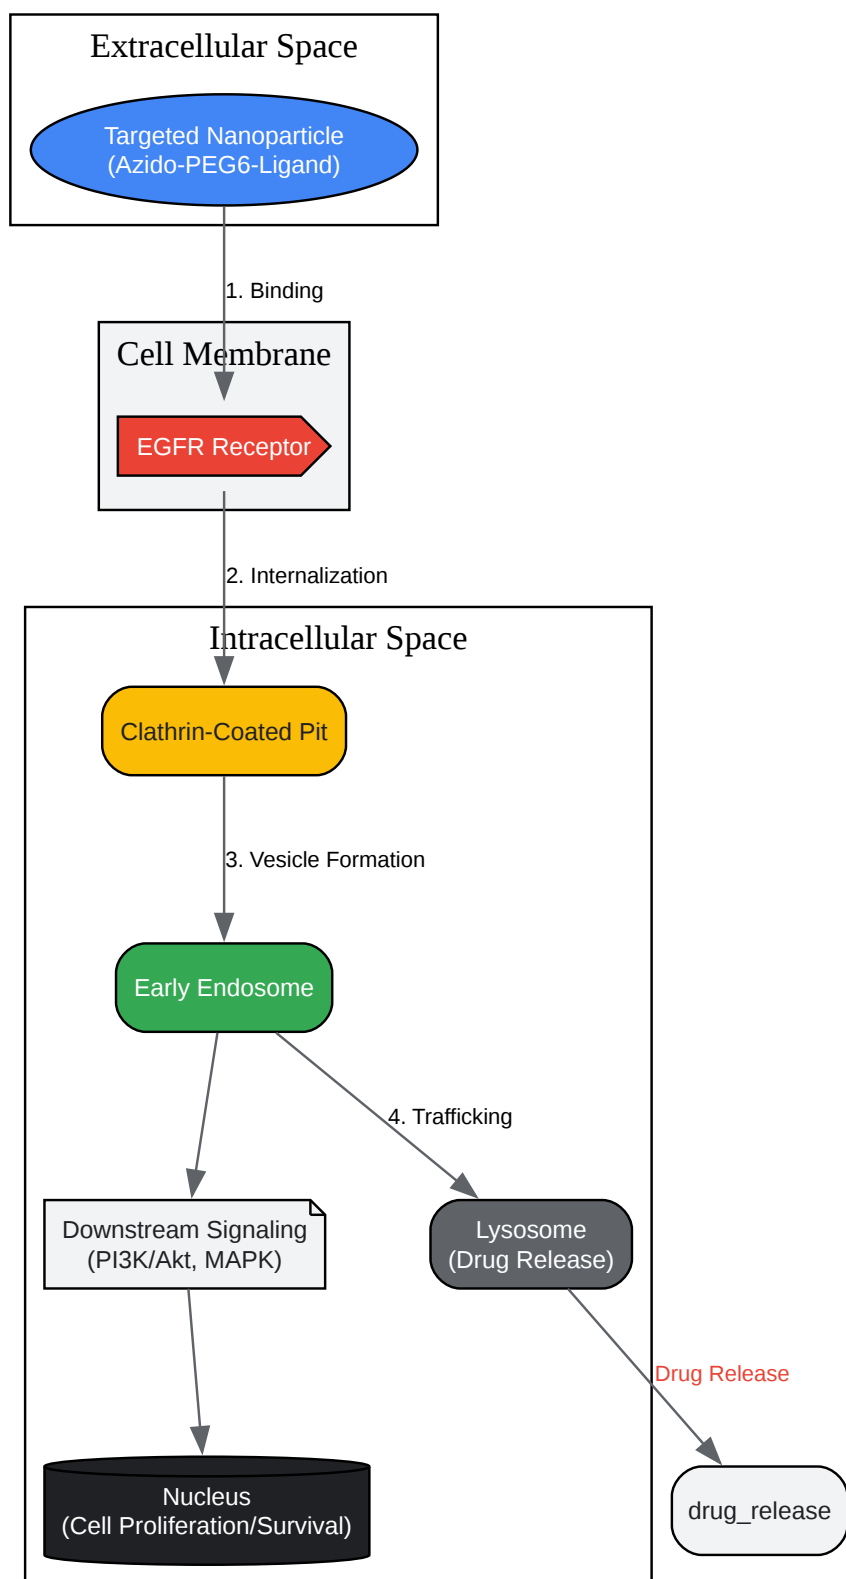 Extracellular Space
Targeted Nanoparticle
(Azido-PEG6-Ligand)
1. Binding
Cell Membrane
EGFR Receptor
2. Internalization
Intracellular Space
Clathrin-Coated Pit
3. Vesicle Formation
Early Endosome
4. Trafficking
Downstream Signaling
(PI3K/Akt, MAPK)
Lysosome
(Drug Release)
Drug Release
Nucleus
(Cell Proliferation/Survival)
drug_release